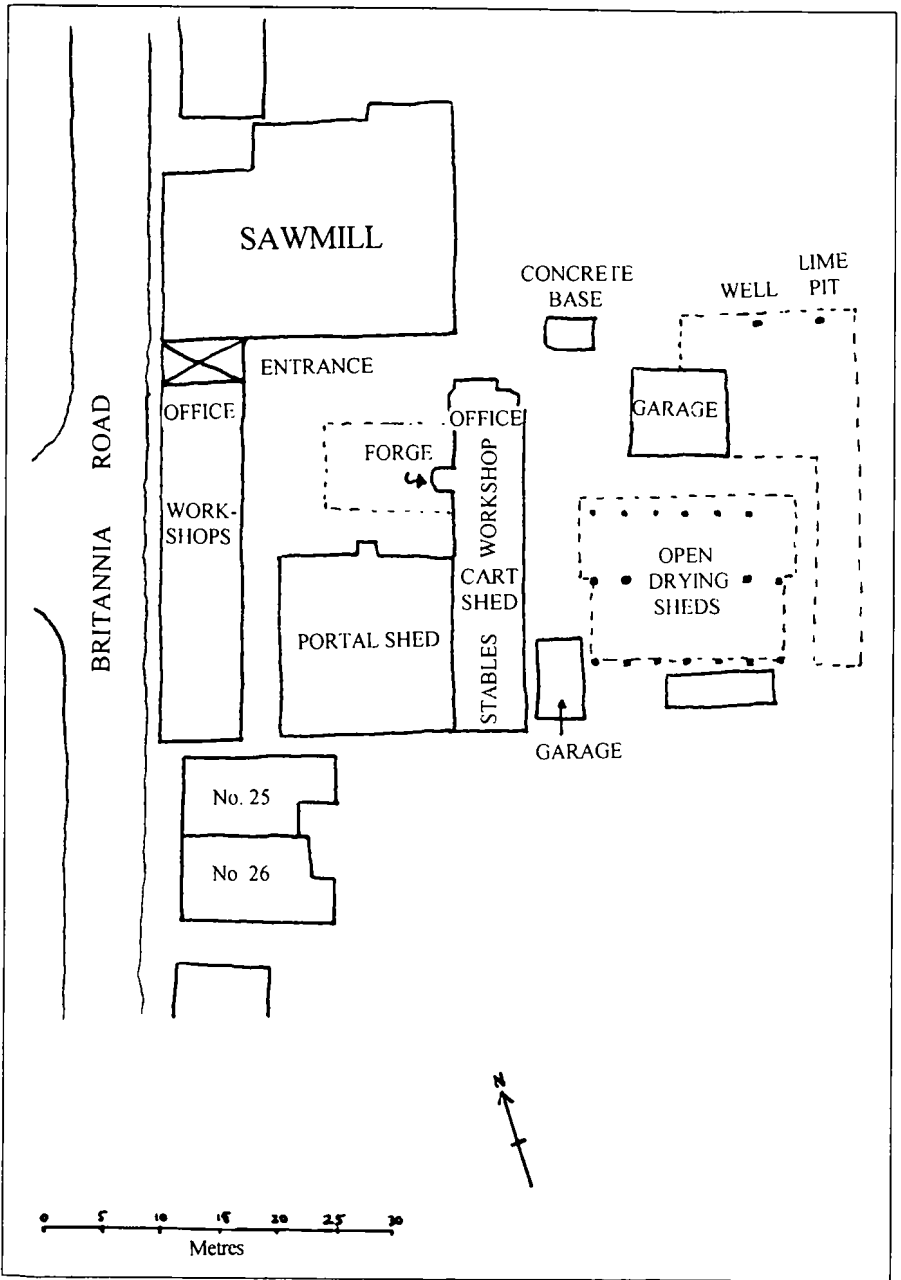 SAWMILL
CONCRETE
BASE
WELL
LIME
PIT
ENTRANCE
OFFICE
OFFICE
GARAGE
BRITANNIA ROAD
FORGE
WORKSHOP
WORK-
SHOPS
OPEN
DRYING
SHEDS
CART
SHED
PORTAL SHED
STABLES
GARAGE
No. 25
No 26
N
0 5 10 15 20 25 30
Metres